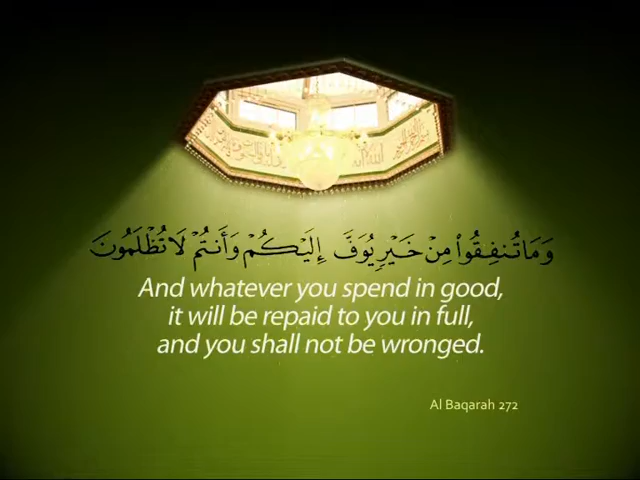 وَمَا تُنفِقُوا۟ مِنْ خَيْرٍ يُوَفَّ إِلَيْكُمْ وَأَنتُمْ لَا تُظْلَمُونَ
And whatever you spend in good,
it will be repaid to you in full,
and you shall not be wronged.
Al Baqarah 272